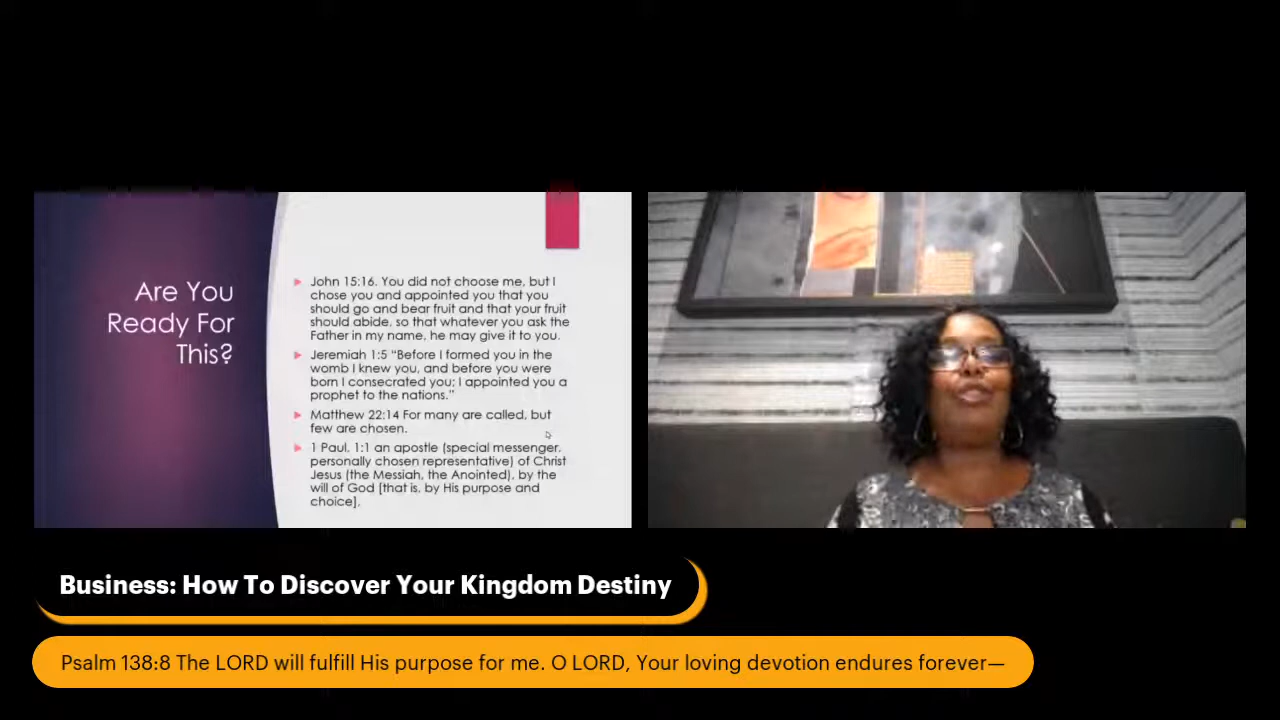 Are You
Ready For
This?
John 15:16. You did not choose me, but I
chose you and appointed you that you
should go and bear fruit and that your fruit
should abide, so that whatever you ask the
Father in my name, he may give it to you.
Jeremiah 1:5 “Before I formed you in the
womb I knew you, and before you were
born I consecrated you; I appointed you a
prophet to the nations.”
Matthew 22:14 For many are called, but
few are chosen.
1 Paul, 1:1 an apostle (special messenger,
personally chosen representative) of Christ
Jesus (the Messiah, the Anointed), by the
will of God [that is, by His purpose and
choice].
Business: How To Discover Your Kingdom Destiny
Psalm 138:8 The LORD will fulfill His purpose for me. O LORD, Your loving devotion endures forever—